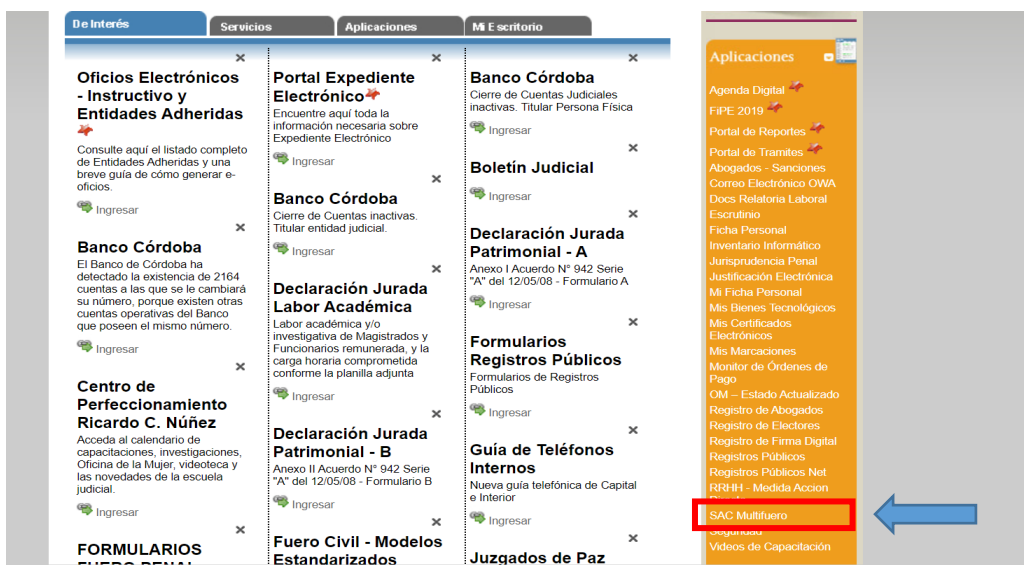 De Interés
Servicios
Aplicaciones
Mi Escritorio
Oficios Electrónicos
- Instructivo y
Entidades Adheridas
Consulte aquí el listado completo
de Entidades Adheridas y una
breve guía de cómo generar e-
oficios.
Ingresar
Banco Córdoba
El Banco de Córdoba ha
detectado la existencia de 2164
cuentas a las que se le cambiará
su número, porque existen otras
cuentas operativas del Banco
que poseen el mismo número.
Ingresar
Centro de
Perfeccionamiento
Ricardo C. Núñez
Acceda al calendario de
capacitaciones, investigaciones,
Oficina de la Mujer, videoteca y
las novedades de la escuela
judicial.
Ingresar
FORMULARIOS
FUERO PENAL
Portal Expediente
Electrónico
Encuentre aquí toda la
información necesaria sobre
Expediente Electrónico
Ingresar
Banco Córdoba
Cierre de Cuentas inactivas.
Titular entidad judicial.
Ingresar
Declaración Jurada
Labor Académica
Labor académica y/o
investigativa de Magistrados y
Funcionarios remunerada, y la
carga horaria comprometida
conforme la planilla adjunta
Ingresar
Declaración Jurada
Patrimonial - B
Anexo II Acuerdo N° 942 Serie
"A" del 12/05/08 - Formulario B
Ingresar
Fuero Civil - Modelos
Estandarizados
Banco Córdoba
Cierre de Cuentas Judiciales
inactivas. Titular Persona Física
Ingresar
Boletín Judicial
Ingresar
Declaración Jurada
Patrimonial - A
Anexo I Acuerdo N° 942 Serie
"A" del 12/05/08 - Formulario A
Ingresar
Formularios
Registros Públicos
Formularios de Registros
Públicos
Ingresar
Guía de Teléfonos
Internos
Nueva guía telefónica de Capital
e Interior
Ingresar
Juzgados de Paz
Aplicaciones
Agenda Digital
FiPE 2019
Portal de Reportes
Portal de Tramites
Abogados - Sanciones
Correo Electrónico OWA
Docs Relatoria Laboral
Escrutinio
Ficha Personal
Inventario Informático
Jurisprudencia Penal
Justificación Electrónica
Mi Ficha Personal
Mis Bienes Tecnológicos
Mis Certificados
Electrónicos
Mis Marcaciones
Monitor de Órdenes de
Pago
OM – Estado Actualizado
Registro de Abogados
Registro de Electores
Registro de Firma Digital
Registros Públicos
Registros Públicos Net
RRHH - Medida Accion
SAC Multifuero
Seguridad
Videos de Capacitación